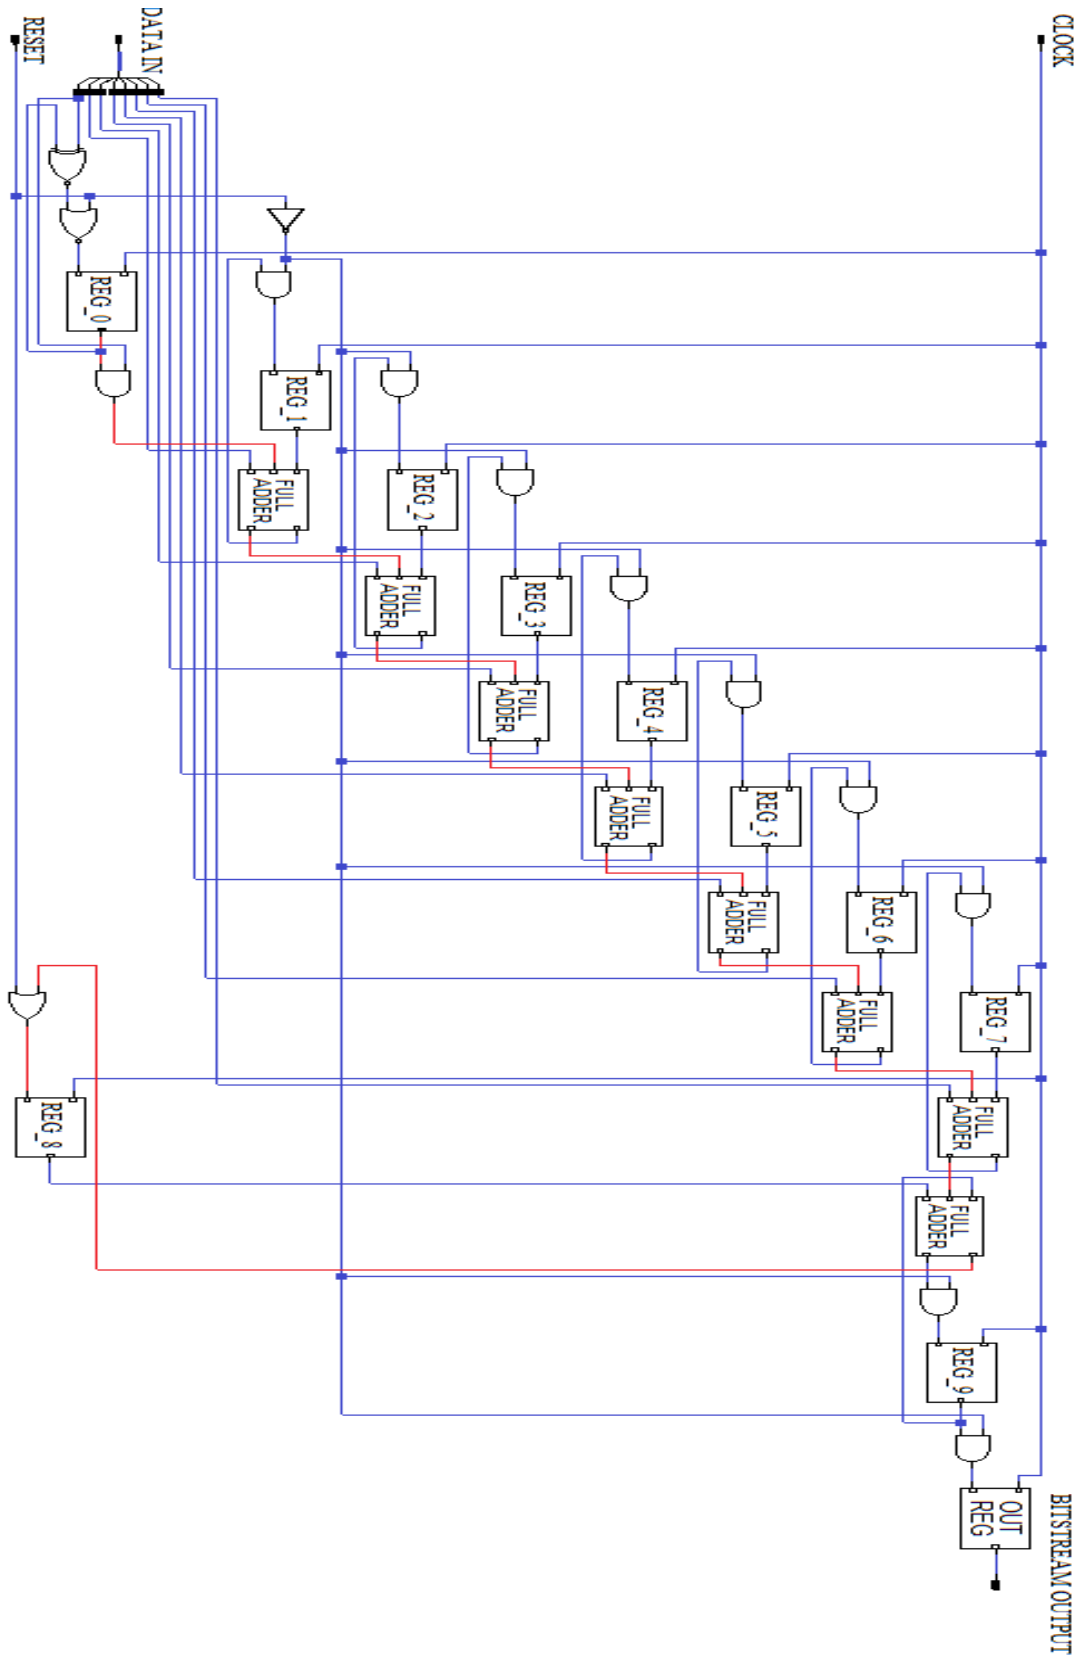 CLOCK
DATA IN
RESET
REG_0
REG_1
FULL
ADDER
REG_2
FULL
ADDER
REG_3
FULL
ADDER
REG_4
FULL
ADDER
REG_5
FULL
ADDER
REG_6
FULL
ADDER
REG_7
FULL
ADDER
REG_8
FULL
ADDER
REG_9
OUT
REG
BITSTREAM OUTPUT